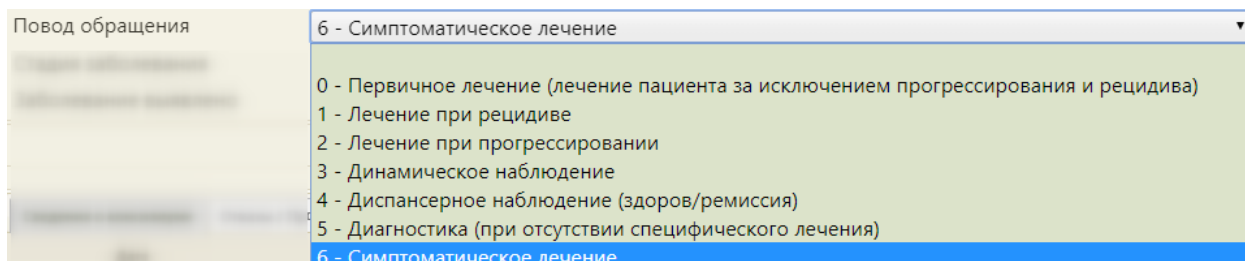 Повод обращения
6 - Симптоматическое лечение
0 - Первичное лечение (лечение пациента за исключением прогрессирования и рецидива)
1 - Лечение при рецидиве
2 - Лечение при прогрессировании
3 - Динамическое наблюдение
4 - Диспансерное наблюдение (здоров/ремиссия)
5 - Диагностика (при отсутствии специфического лечения)
6 - Симптоматическое лечение